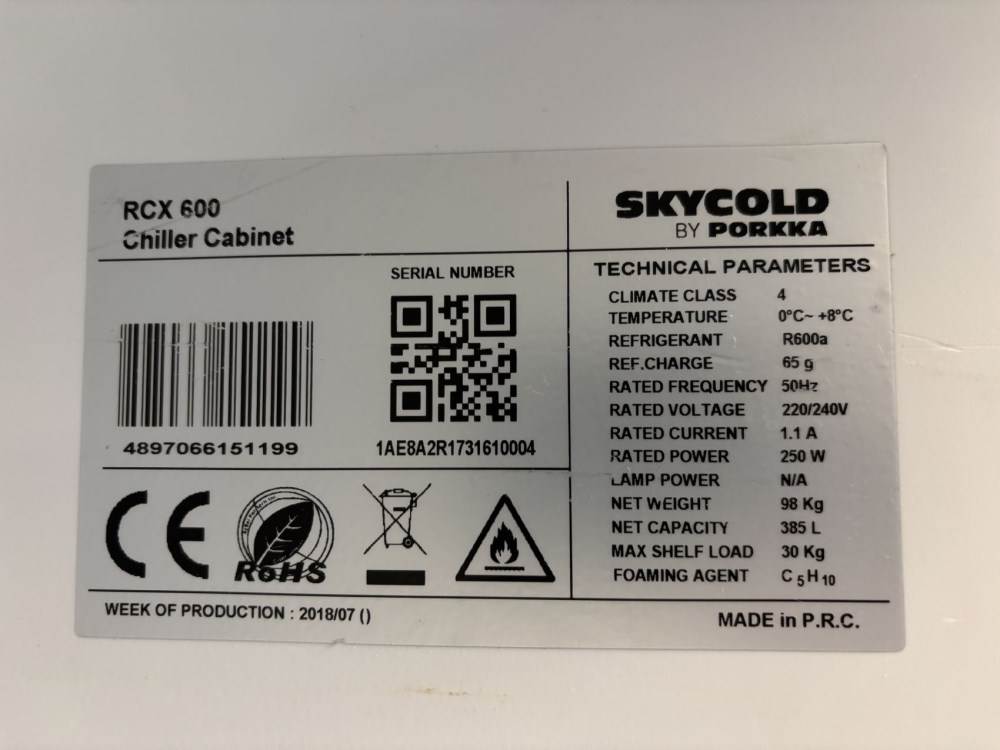 RCX 600
Chiller Cabinet
SKYCOLD
BY PORKKA
SERIAL NUMBER
4897066151199
1AE8A2R1731610004
TECHNICAL PARAMETERS
CLIMATE CLASS 4
TEMPERATURE 0°C~ +8°C
REFRIGERANT R600a
REF.CHARGE 65 g
RATED FREQUENCY 50Hz
RATED VOLTAGE 220/240V
RATED CURRENT 1.1 A
RATED POWER 250 W
LAMP POWER N/A
NET WEIGHT 98 Kg
NET CAPACITY 385 L
MAX SHELF LOAD 30 Kg
FOAMING AGENT C5H10
CE
RoHS
WEEK OF PRODUCTION : 2018/07 ()
MADE in P.R.C.